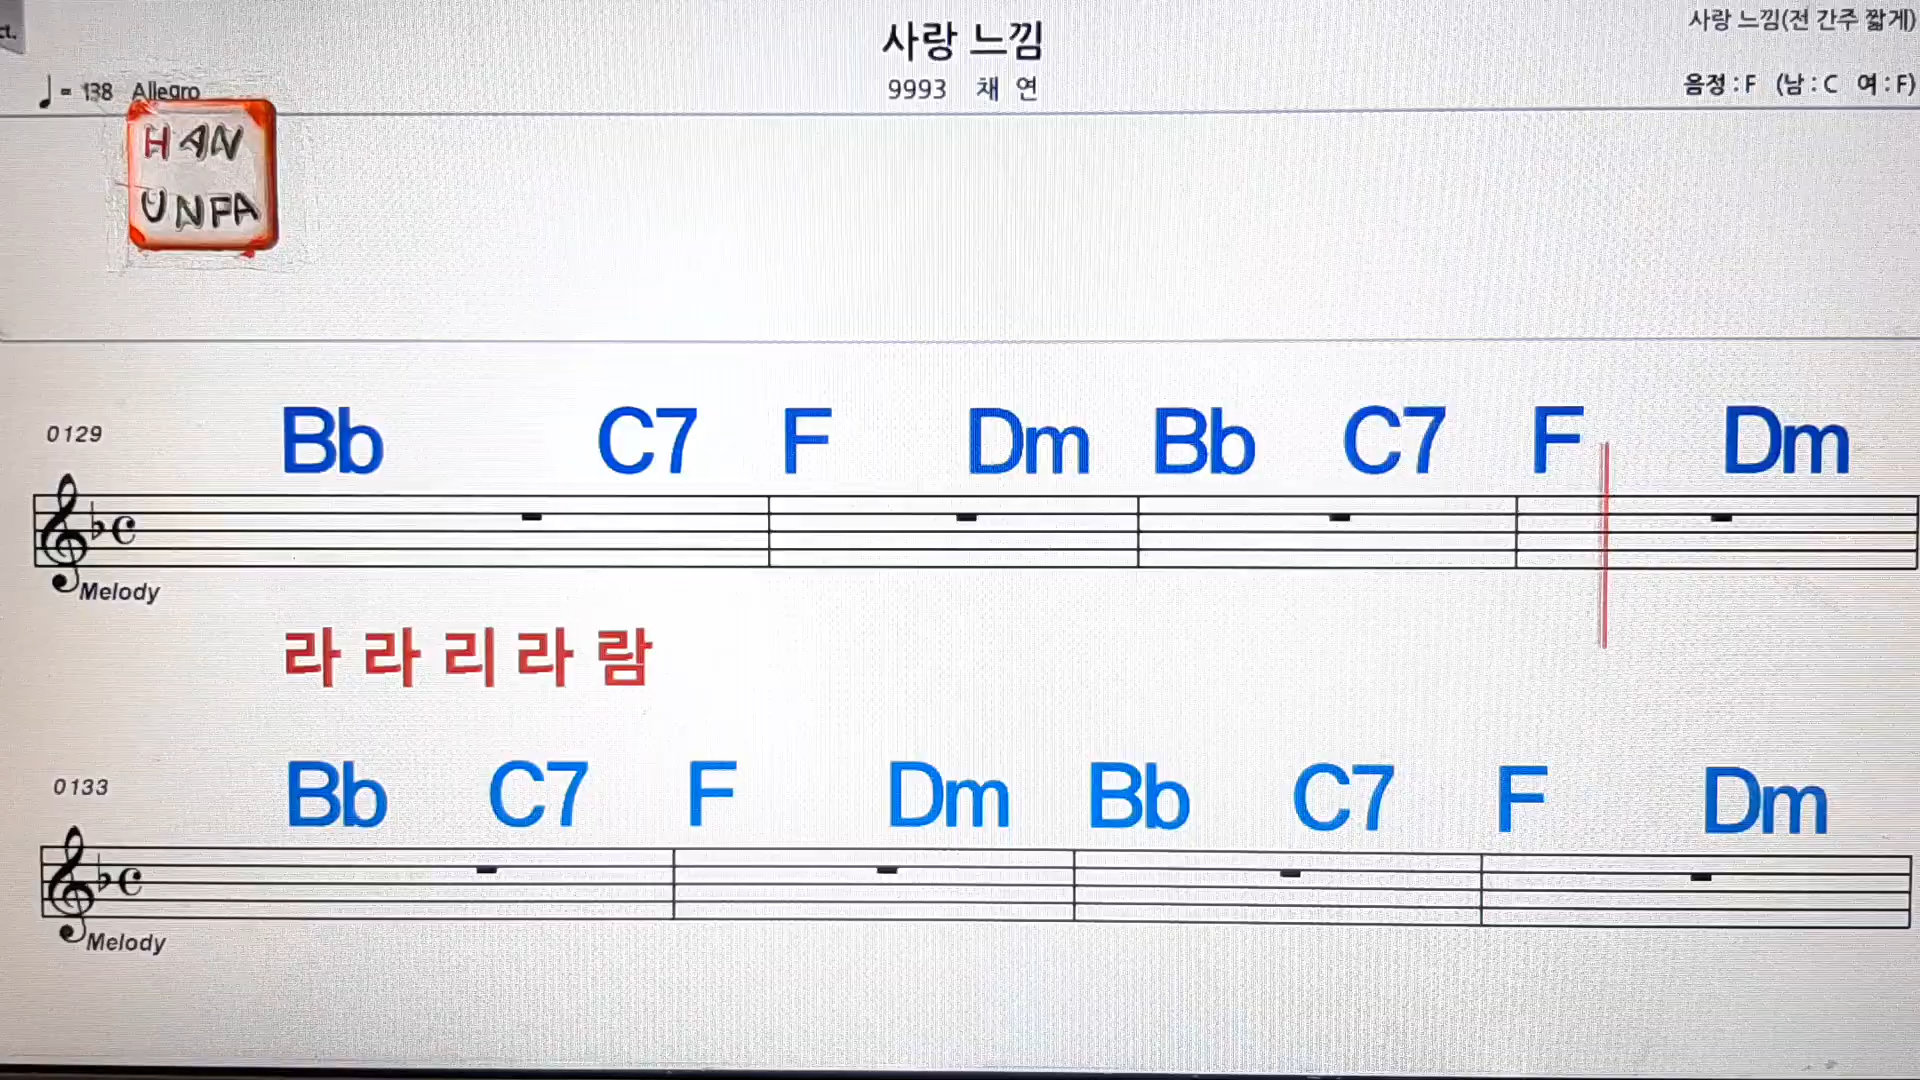 ct.
사랑 느낌
사랑 느낌(전 간주 짧게)
♩= 138 Allegro
9993 채 연
음정 : F (남 : C 여 : F)
HAN
UNFA
0129
Bb C7 F Dm Bb C7 F Dm
Melody
라 라 리 라 람
0133
Bb C7 F Dm Bb C7 F Dm
Melody